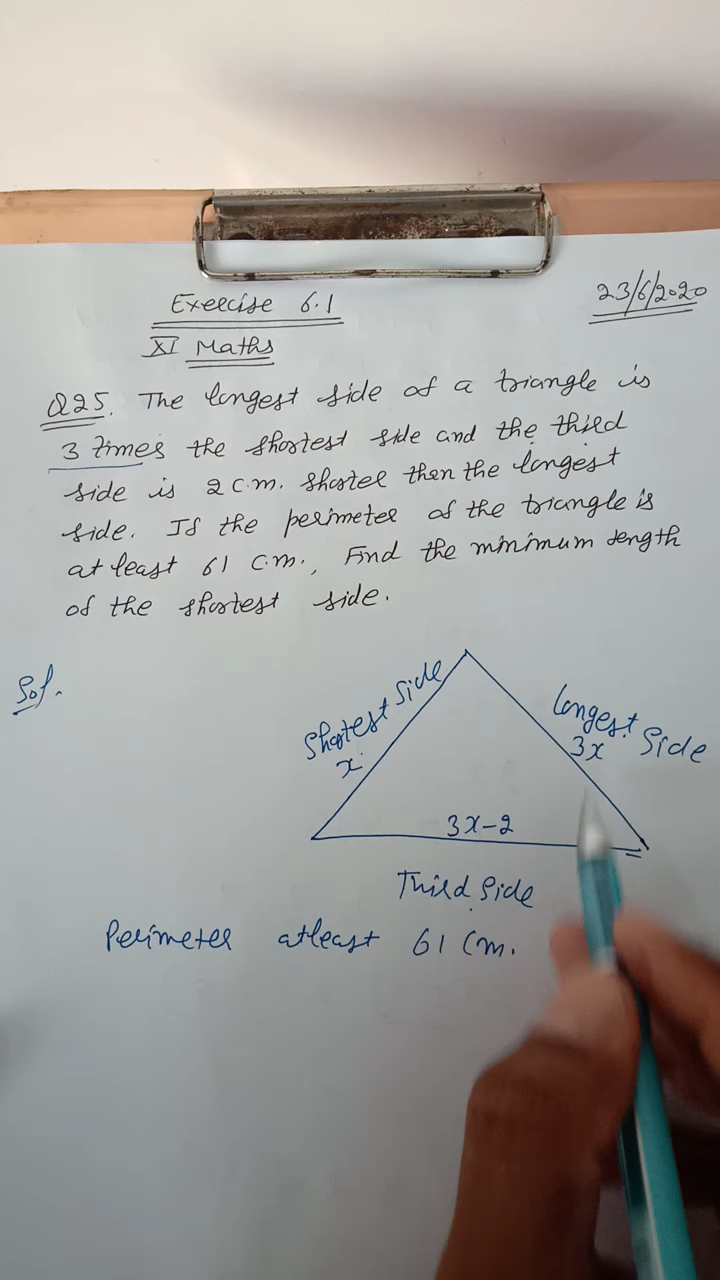 Exercise 6.1
23/6/2020
XI Maths
Q25. The longest side of a triangle is
3 times the shortest side and the third
side is 2 c.m. shorter then the longest
side. If the perimeter of the triangle is
at least 61 c.m., Find the minimum length
of the shortest side.
Sol.
Shortest Side
x
Longest Side
3x
3x-2
Third Side
Perimeter atleast 61 Cm.